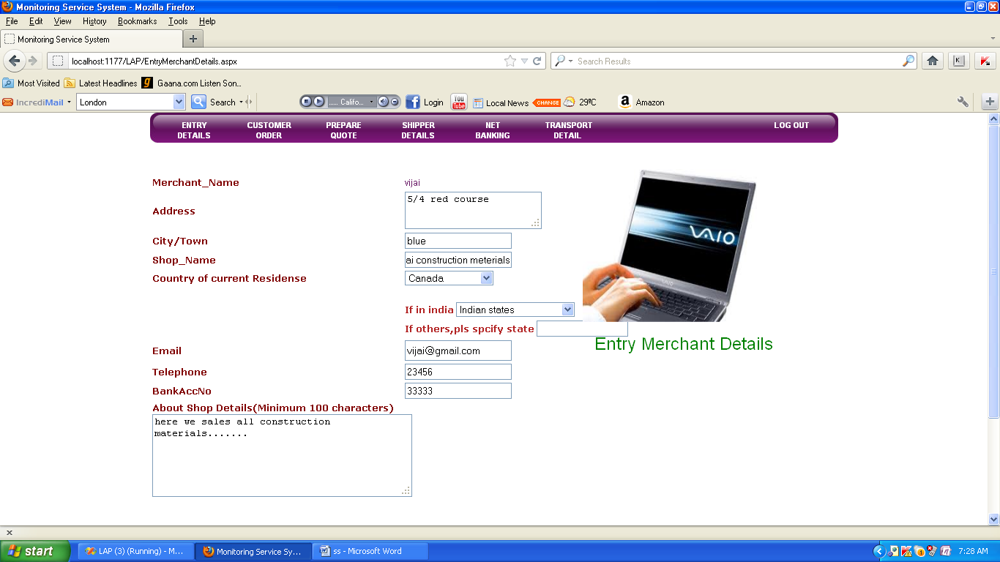 Monitoring Service System - Mozilla Firefox
File Edit View History Bookmarks Tools Help
Monitoring Service System
localhost:1177/LAP/EntryMerchantDetails.aspx
Search Results
Most Visited Latest Headlines Gaana.com Listen Son...
IncrediMail London Search ..... Califo... Login You Tube Local News CHANGE 29ºC Amazon
ENTRY DETAILS CUSTOMER ORDER PREPARE QUOTE SHIPPER DETAILS NET BANKING TRANSPORT DETAIL LOG OUT
Merchant_Name vijai
Address 5/4 red course
City/Town blue
Shop_Name ai construction meterials
Country of current Residense Canada
If in india Indian states
If others,pls spcify state
VAIO
VAIO
Entry Merchant Details
Email vijai@gmail.com
Telephone 23456
BankAccNo 33333
About Shop Details(Minimum 100 characters)
here we sales all construction
materials.......
start LAP (3) (Running) - M... Monitoring Service Sy... ss - Microsoft Word 7:28 AM